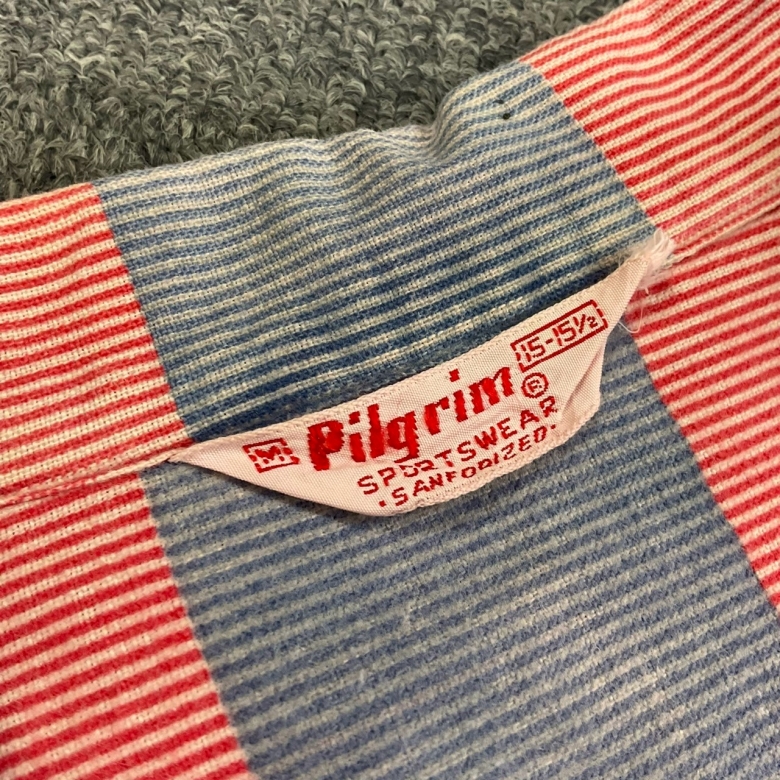 M Pilgrim® 15-15½
SPORTSWEAR
·SANFORIZED·